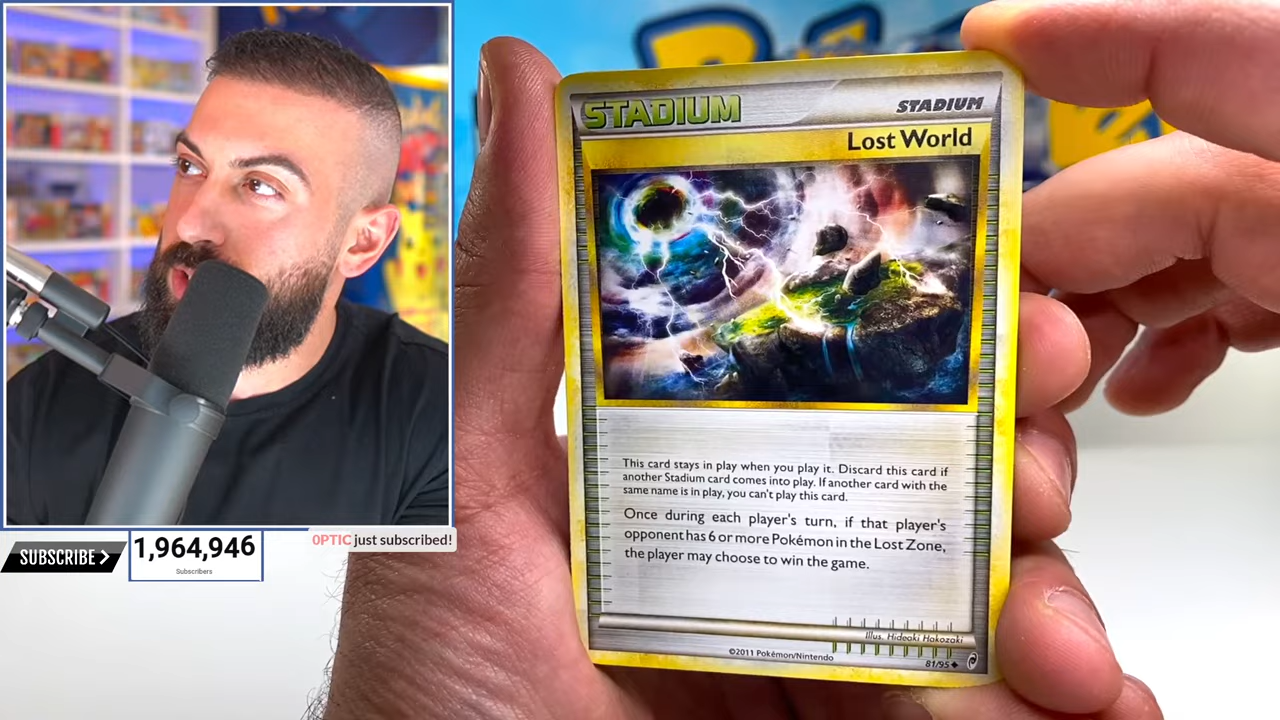 STADIUM
STADIUM
Lost World
This card stays in play when you play it. Discard this card if
another Stadium card comes into play. If another card with the
same name is in play, you can't play this card.
Once during each player's turn, if that player's
opponent has 6 or more Pokémon in the Lost Zone,
the player may choose to win the game.
Illus. Hideaki Hakozaki
©2011 Pokémon/Nintendo
81/95
SUBSCRIBE
1,964,946
Subscribers
0PTIC just subscribed!